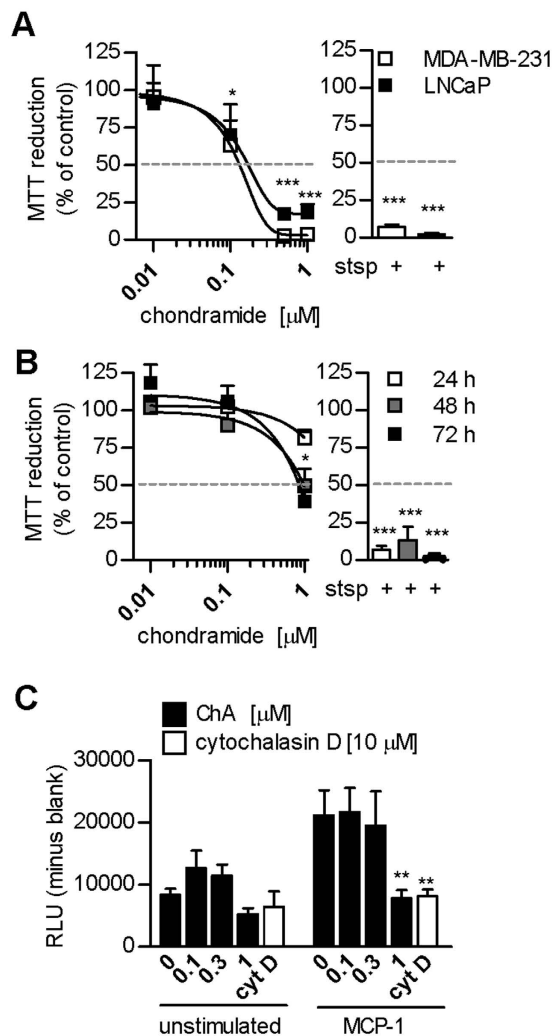 A
MTT reduction
(% of control)
125
100
75
50
25
0
0.01
0.1
1
*
***
***
chondramide [µM]
125
100
75
50
25
0
MDA-MB-231
LNCaP
***
***
stsp + +
B
MTT reduction
(% of control)
125
100
75
50
25
0
0.01
0.1
1
*
chondramide [µM]
125
100
75
50
25
0
24 h
48 h
72 h
***
***
***
stsp + + +
C
ChA [µM]
cytochalasin D [10 µM]
RLU (minus blank)
30000
20000
10000
0
** **
0 0.1 0.3 1 cyt D 0 0.1 0.3 1 cyt D
unstimulated MCP-1